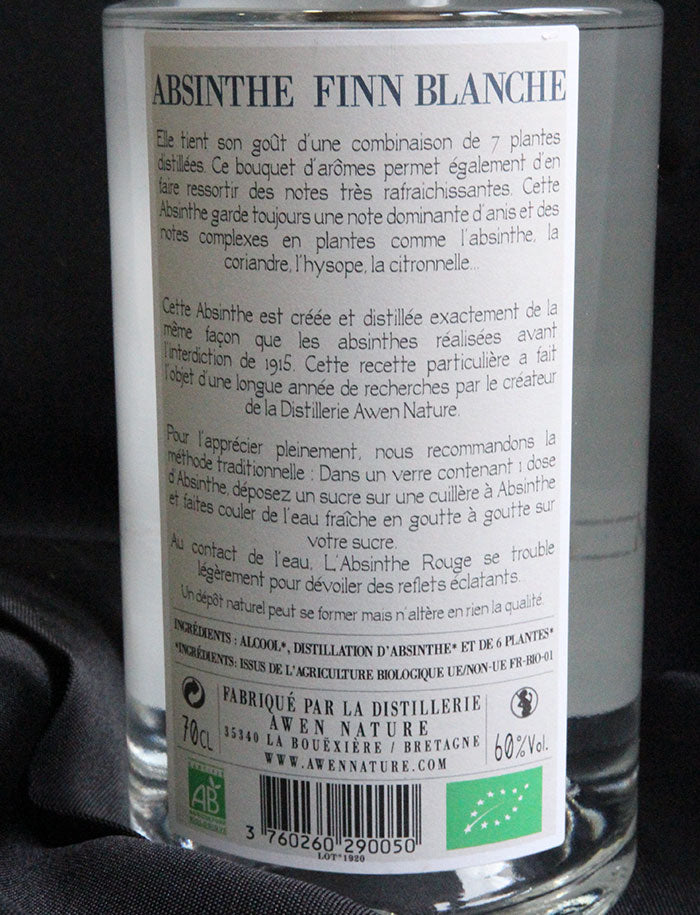 ABSINTHE FINN BLANCHE
Elle tient son goût d'une combinaison de 7 plantes
distillées. Ce bouquet d'arômes permet également d'en
faire ressortir des notes très rafraichissantes. Cette
Absinthe garde toujours une note dominante d'anis et des
notes complexes en plantes comme l'absinthe, la
coriandre, l'hysope, la citronnelle...
Cette Absinthe est créée et distillée exactement de la
même façon que les absinthes réalisées avant
l'interdiction de 1915. Cette recette particulière a fait
l'objet d'une longue année de recherches par le créateur
de la Distillerie Awen Nature.
Pour l'apprécier pleinement, nous recommandons la
méthode traditionnelle : Dans un verre contenant 1 dose
d'Absinthe, déposez un sucre sur une cuillère à Absinthe
et faites couler de l'eau fraîche en goutte à goutte sur
votre sucre.
Au contact de l'eau, L'Absinthe Rouge se trouble
légèrement pour dévoiler des reflets éclatants.
Un dépôt naturel peut se former mais n'altère en rien la qualité.
INGRÉDIENTS : ALCOOL*, DISTILLATION D'ABSINTHE* ET DE 6 PLANTES*
*INGRÉDIENTS: ISSUS DE L'AGRICULTURE BIOLOGIQUE UE/NON-UE FR-BIO-01
FABRIQUÉ PAR LA DISTILLERIE
AWEN NATURE
35340 LA BOUËXIÈRE / BRETAGNE
WWW.AWENNATURE.COM
70CL
60%Vol.
AB
3 760260 290050
LOT*1920